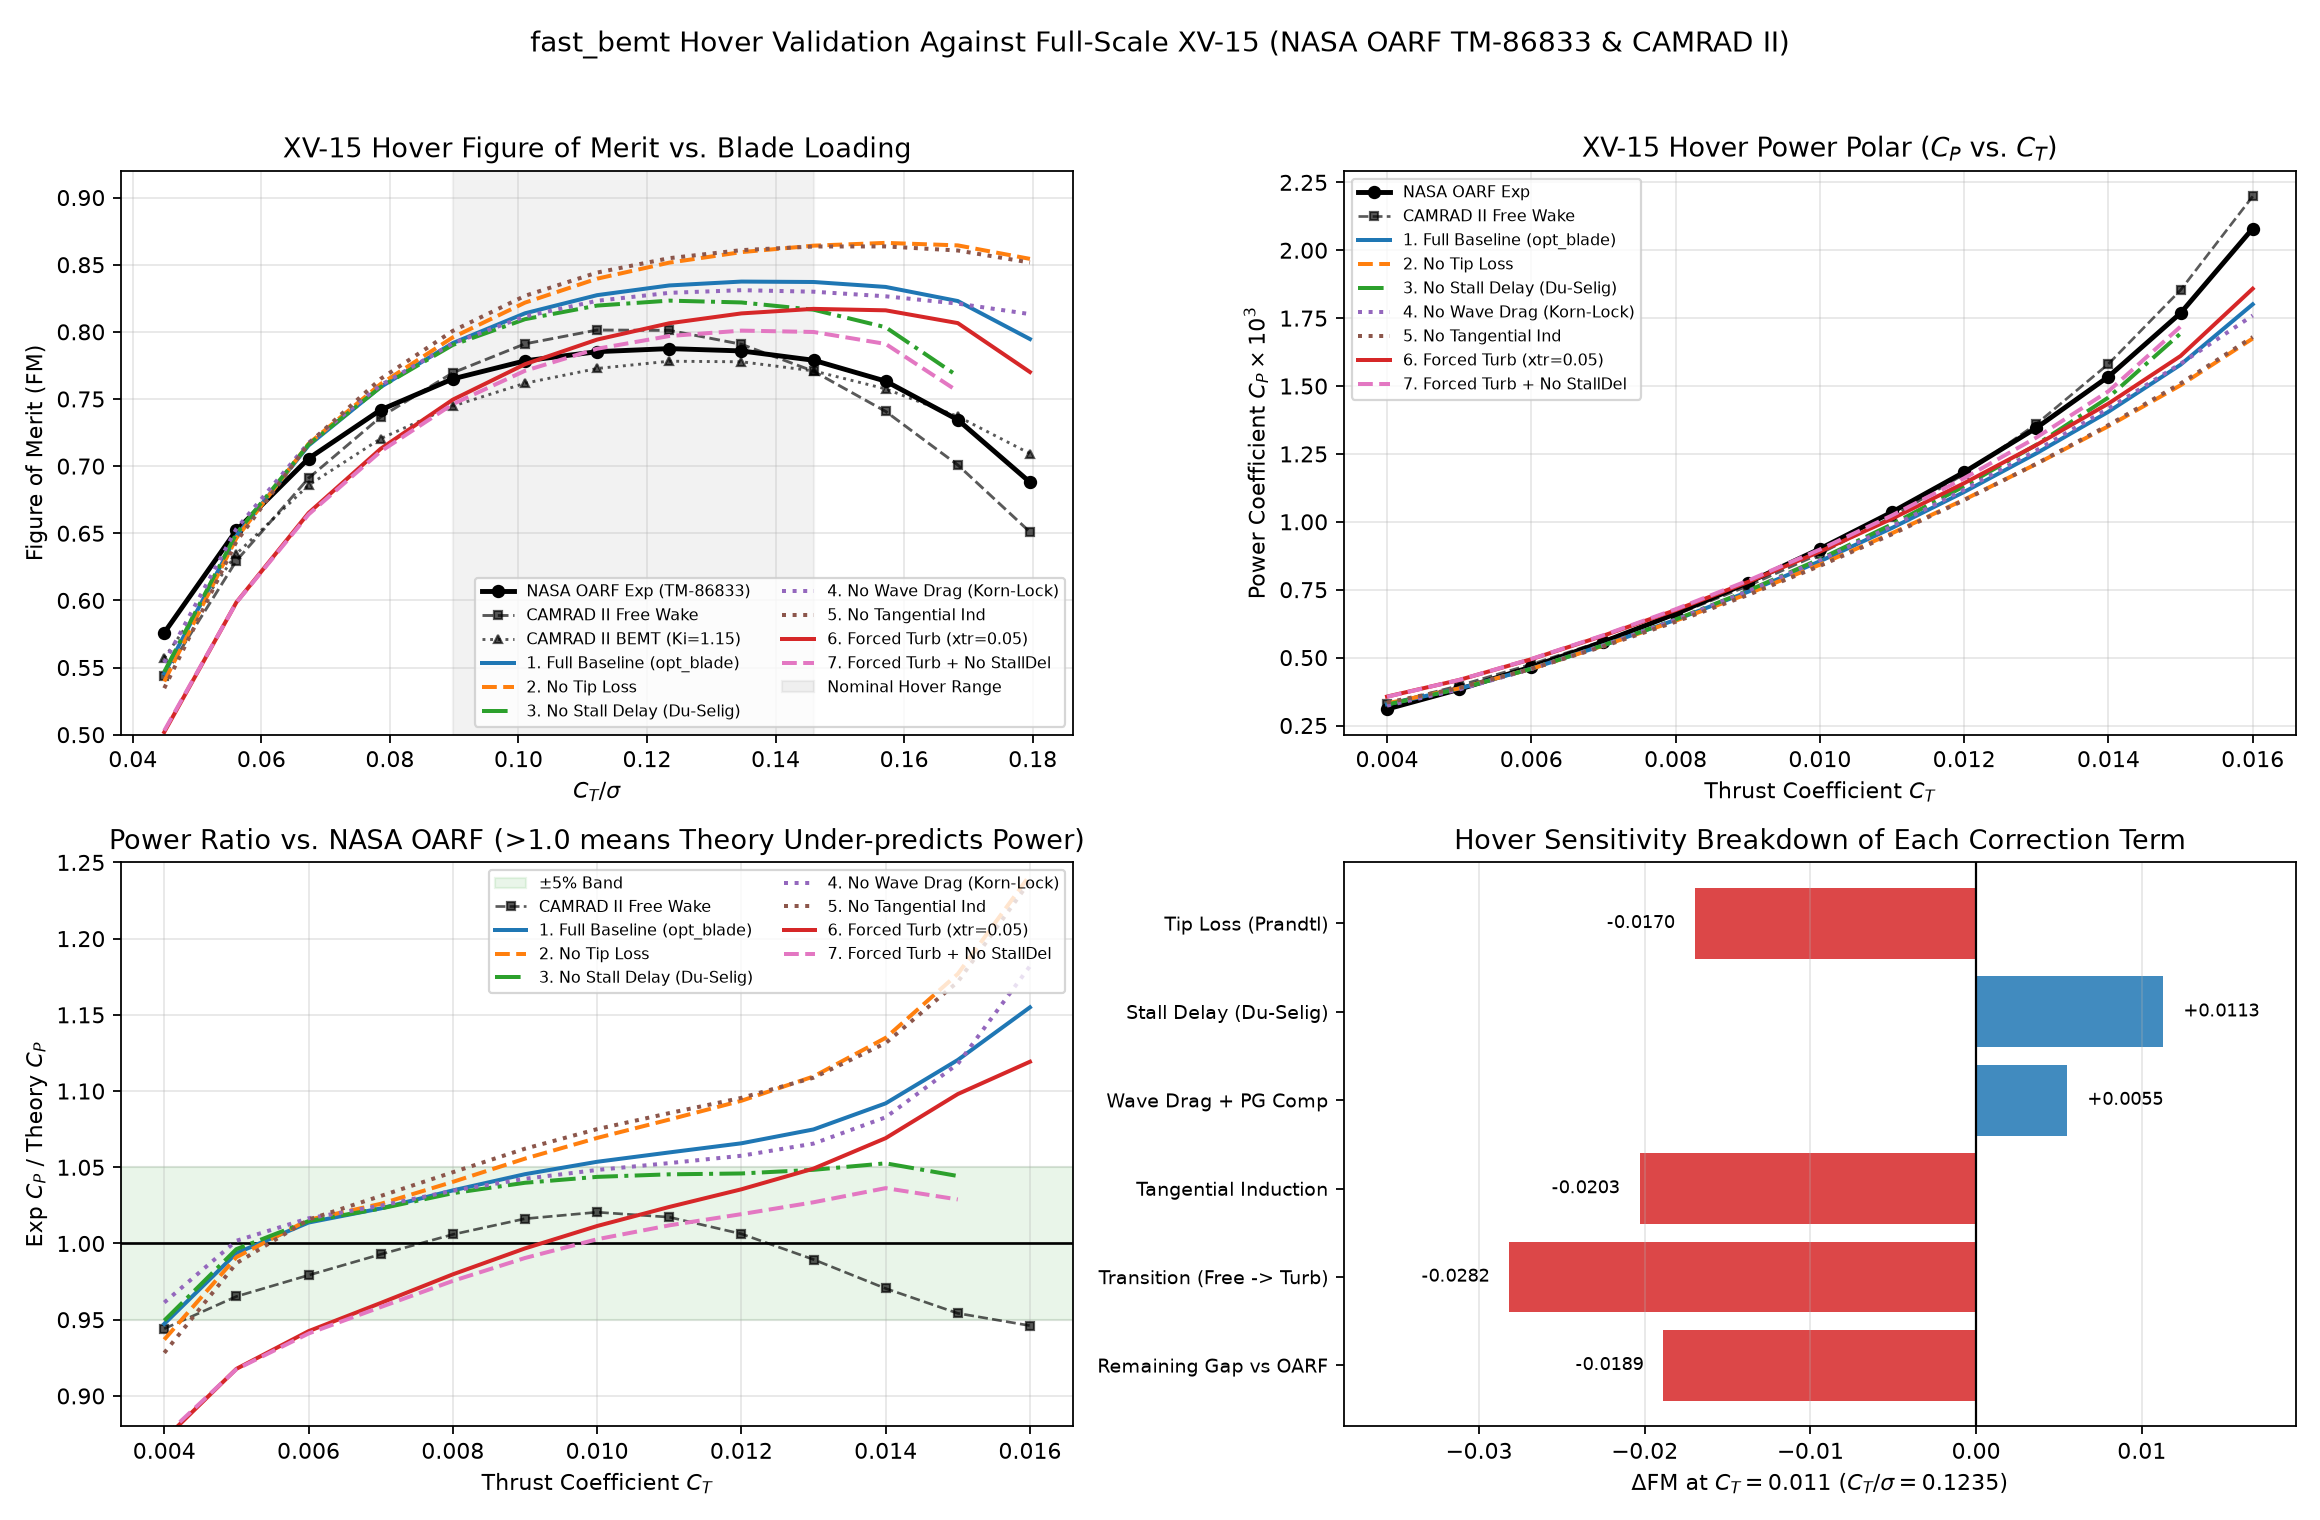 fast_bemt Hover Validation Against Full-Scale XV-15 (NASA OARF TM-86833 & CAMRAD II)
XV-15 Hover Figure of Merit vs. Blade Loading
Figure of Merit (FM)
0.90
0.85
0.80
0.75
0.70
0.65
0.60
0.55
0.50
0.04 0.06 0.08 0.10 0.12 0.14 0.16 0.18
C_T/σ
NASA OARF Exp (TM-86833)
CAMRAD II Free Wake
CAMRAD II BEMT (Ki=1.15)
1. Full Baseline (opt_blade)
2. No Tip Loss
3. No Stall Delay (Du-Selig)
4. No Wave Drag (Korn-Lock)
5. No Tangential Ind
6. Forced Turb (xtr=0.05)
7. Forced Turb + No StallDel
Nominal Hover Range
XV-15 Hover Power Polar (C_P vs. C_T)
Power Coefficient C_P × 10³
2.25
2.00
1.75
1.50
1.25
1.00
0.75
0.50
0.25
0.004 0.006 0.008 0.010 0.012 0.014 0.016
Thrust Coefficient C_T
NASA OARF Exp
CAMRAD II Free Wake
1. Full Baseline (opt_blade)
2. No Tip Loss
3. No Stall Delay (Du-Selig)
4. No Wave Drag (Korn-Lock)
5. No Tangential Ind
6. Forced Turb (xtr=0.05)
7. Forced Turb + No StallDel
Power Ratio vs. NASA OARF (>1.0 means Theory Under-predicts Power)
Exp C_P / Theory C_P
1.25
1.20
1.15
1.10
1.05
1.00
0.95
0.90
0.004 0.006 0.008 0.010 0.012 0.014 0.016
Thrust Coefficient C_T
±5% Band
CAMRAD II Free Wake
1. Full Baseline (opt_blade)
2. No Tip Loss
3. No Stall Delay (Du-Selig)
4. No Wave Drag (Korn-Lock)
5. No Tangential Ind
6. Forced Turb (xtr=0.05)
7. Forced Turb + No StallDel
Hover Sensitivity Breakdown of Each Correction Term
Tip Loss (Prandtl) -0.0170
Stall Delay (Du-Selig) +0.0113
Wave Drag + PG Comp +0.0055
Tangential Induction -0.0203
Transition (Free -> Turb) -0.0282
Remaining Gap vs OARF -0.0189
−0.03 −0.02 −0.01 0.00 0.01
ΔFM at C_T = 0.011 (C_T/σ = 0.1235)